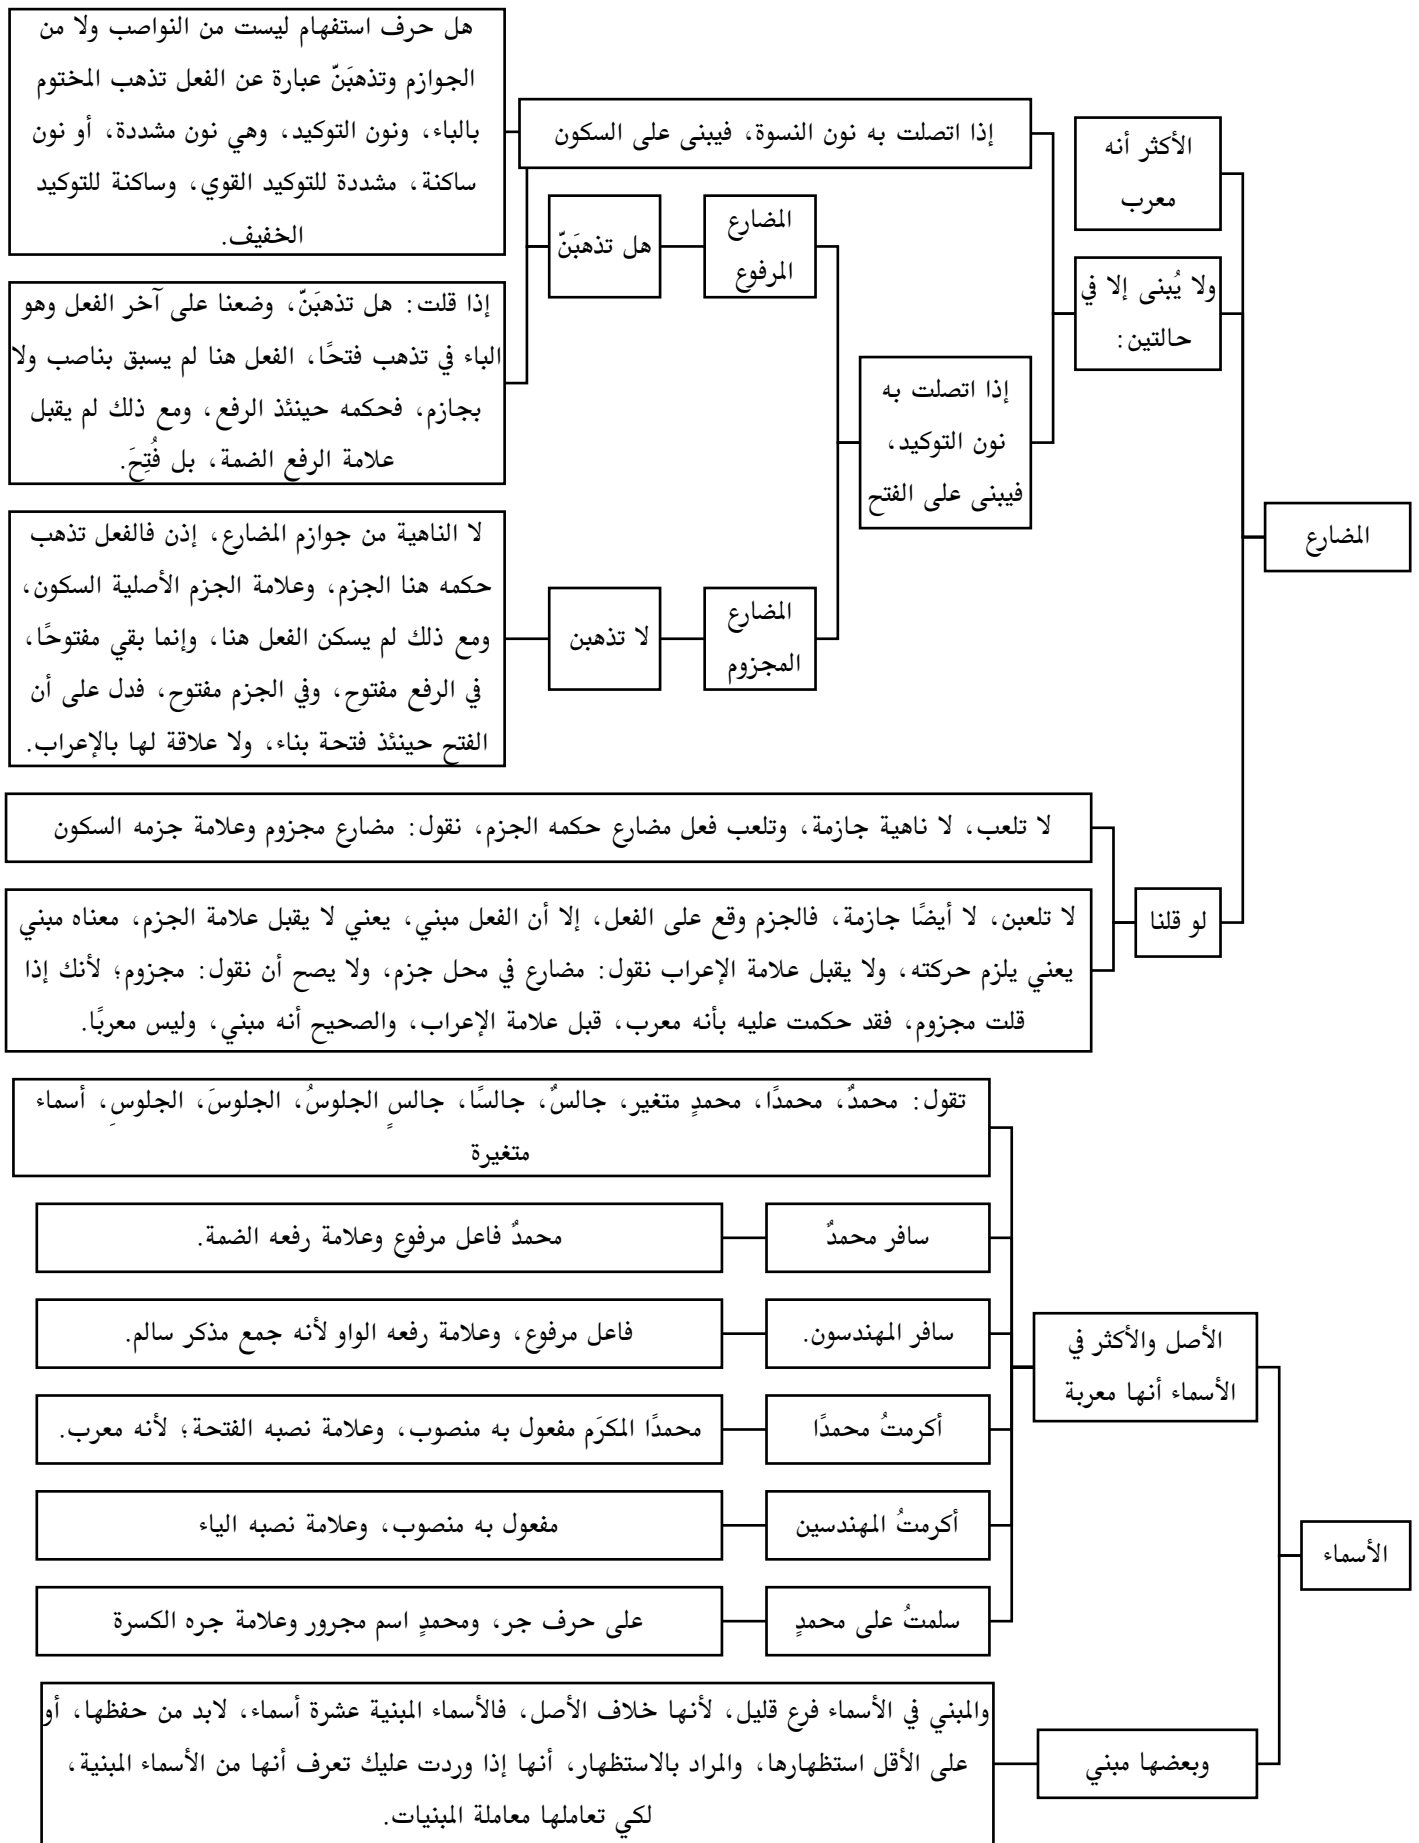 المضارع
الأكثر أنه
معرب
ولا يُبنى إلا في
حالتين:
إذا اتصلت به نون النسوة، فيبنى على السكون
إذا اتصلت به
نون التوكيد،
فيبنى على الفتح
المضارع
المرفوع
هل تذهبَنّ
هل حرف استفهام ليست من النواصب ولا من
الجوازم وتذهبَنّ عبارة عن الفعل تذهب المختوم
بالباء، ونون التوكيد، وهي نون مشددة، أو نون
ساكنة، مشددة للتوكيد القوي، وساكنة للتوكيد
الخفيف.
إذا قلت: هل تذهبَنّ، وضعنا على آخر الفعل وهو
الباء في تذهب فتحًا، الفعل هنا لم يسبق بناصب ولا
بجازم، فحكمه حينئذ الرفع، ومع ذلك لم يقبل
علامة الرفع الضمة، بل فُتِحَ.
المضارع
المجزوم
لا تذهبن
لا الناهية من جوازم المضارع، إذن فالفعل تذهب
حكمه هنا الجزم، وعلامة الجزم الأصلية السكون،
ومع ذلك لم يسكن الفعل هنا، وإنما بقي مفتوحًا،
في الرفع مفتوح، وفي الجزم مفتوح، فدل على أن
الفتح حينئذ فتحة بناء، ولا علاقة لها بالإعراب.
لو قلنا
لا تلعب، لا ناهية جازمة، وتلعب فعل مضارع حكمه الجزم، نقول: مضارع مجزوم وعلامة جزمه السكون
لا تلعبن، لا أيضًا جازمة، فالجزم وقع على الفعل، إلا أن الفعل مبني، يعني لا يقبل علامة الجزم، معناه مبني
يعني يلزم حركته، ولا يقبل علامة الإعراب نقول: مضارع في محل جزم، ولا يصح أن نقول: مجزوم؛ لأنك إذا
قلت مجزوم، فقد حكمت عليه بأنه معرب، قبل علامة الإعراب، والصحيح أنه مبني، وليس معربًا.
الأسماء
الأصل والأكثر في
الأسماء أنها معربة
تقول: محمدٌ، محمدًا، محمدٍ متغير، جالسٌ، جالسًا، جالسٍ الجلوسُ، الجلوسَ، الجلوسِ، أسماء
متغيرة
سافر محمدٌ
محمدٌ فاعل مرفوع وعلامة رفعه الضمة.
سافر المهندسون.
فاعل مرفوع، وعلامة رفعه الواو لأنه جمع مذكر سالم.
أكرمتُ محمدًا
محمدًا المكرَم مفعول به منصوب، وعلامة نصبه الفتحة؛ لأنه معرب.
أكرمتُ المهندسين
مفعول به منصوب، وعلامة نصبه الياء
سلمتُ على محمدٍ
على حرف جر، ومحمدٍ اسم مجرور وعلامة جره الكسرة
وبعضها مبني
والمبني في الأسماء فرع قليل، لأنها خلاف الأصل، فالأسماء المبنية عشرة أسماء، لابد من حفظها، أو
على الأقل استظهارها، والمراد بالاستظهار، أنها إذا وردت عليك تعرف أنها من الأسماء المبنية،
لكي تعاملها معاملة المبنيات.